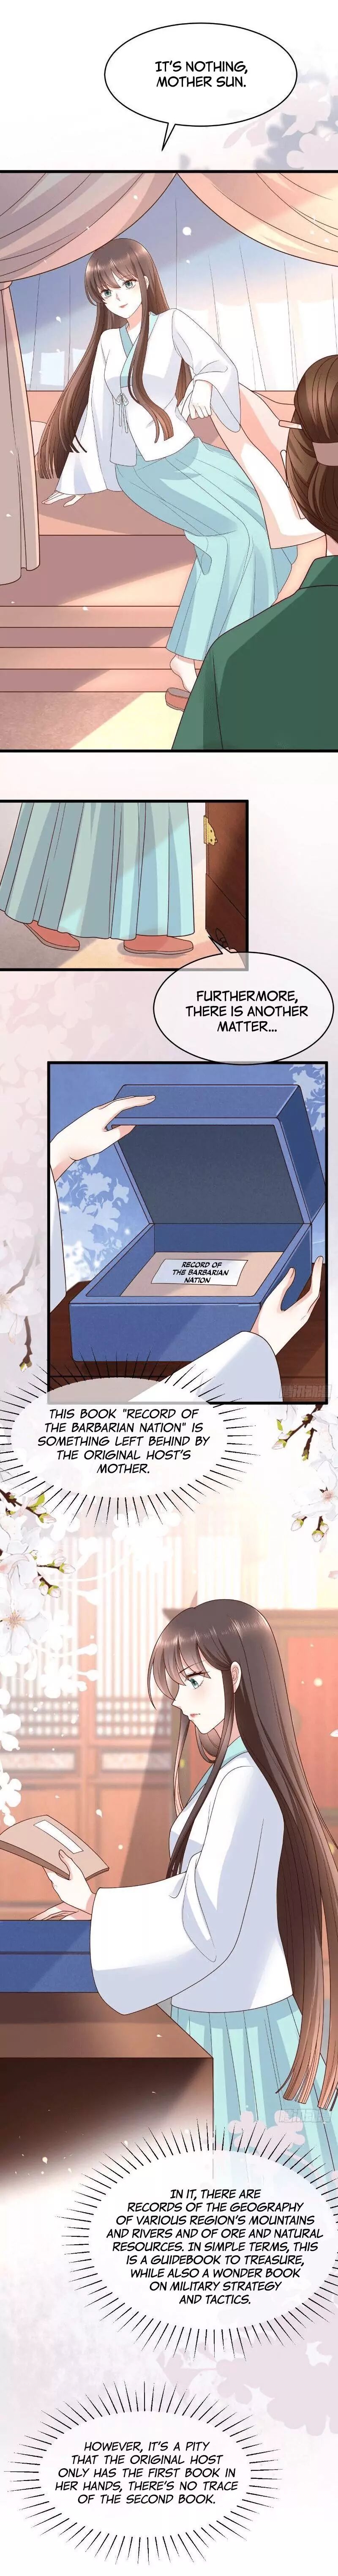 IT'S NOTHING,
MOTHER SUN.
FURTHERMORE,
THERE IS ANOTHER
MATTER...
RECORD OF
THE BARBARIAN
NATION
THIS BOOK "RECORD OF
THE BARBARIAN NATION" IS
SOMETHING LEFT BEHIND BY
THE ORIGINAL HOST'S
MOTHER.
IN IT, THERE ARE
RECORDS OF THE GEOGRAPHY
OF VARIOUS REGION'S MOUNTAINS
AND RIVERS AND OF ORE AND NATURAL
RESOURCES. IN SIMPLE TERMS, THIS
IS A GUIDEBOOK TO TREASURE,
WHILE ALSO A WONDER BOOK
ON MILITARY STRATEGY
AND TACTICS.
HOWEVER, IT'S A PITY
THAT THE ORIGINAL HOST
ONLY HAS THE FIRST BOOK IN
HER HANDS, THERE'S NO TRACE
OF THE SECOND BOOK.